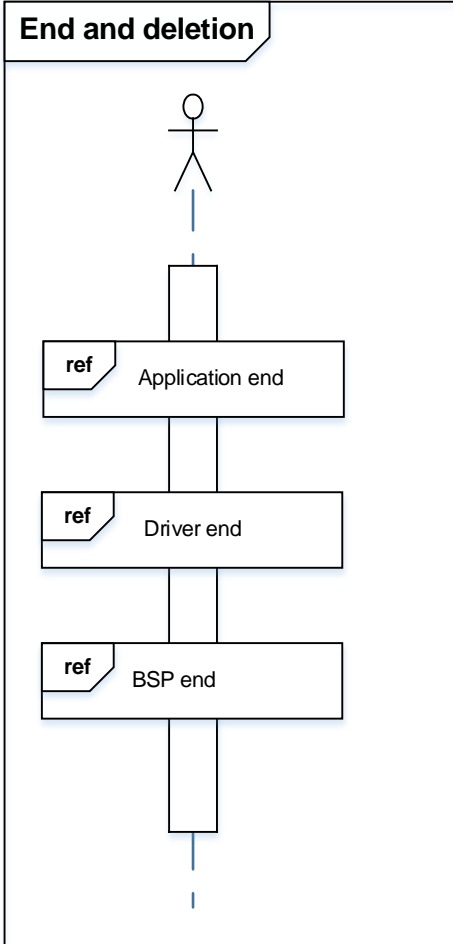 End and deletion
ref
Application end
ref
Driver end
ref
BSP end